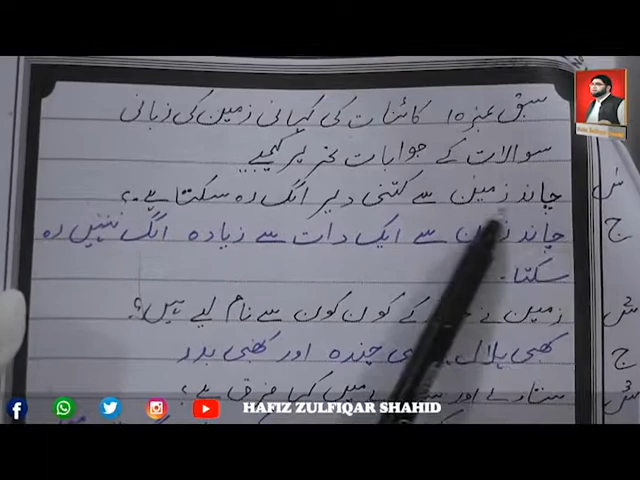 سبق نمبر 10 کائنات کی کہانی زمین کی زبانی
سوالات کے جوابات تحریر کیجیے
س چاند زمین سے کتنی دیر الگ رہ سکتا ہے؟
ج چاند زمین سے ایک رات سے زیادہ الگ نہیں رہ
سکتا۔
س زمین نے کے کون کون سے نام لیے ہیں؟
ج کبھی ہلال چندہ اور کبھی بدر
س ستارے اور میں کیا فرق ہے؟
HAFIZ ZULFIQAR SHAHID